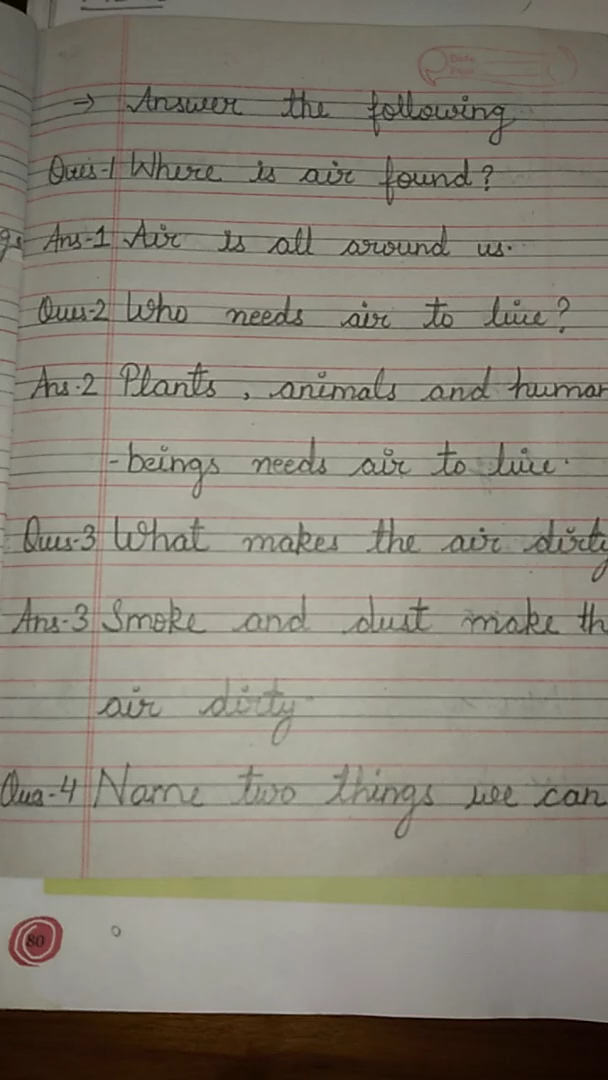 Date
→ Answer the following
Ques-1 Where is air found?
gs
Ans-1 Air is all around us.
Ques-2 Who needs air to live?
Ans-2 Plants, animals and human
-beings needs air to live.
Ques-3 What makes the air dirty
Ans-3 Smoke and dust make th
air dirty.
Qus-4 Name two things we can
80